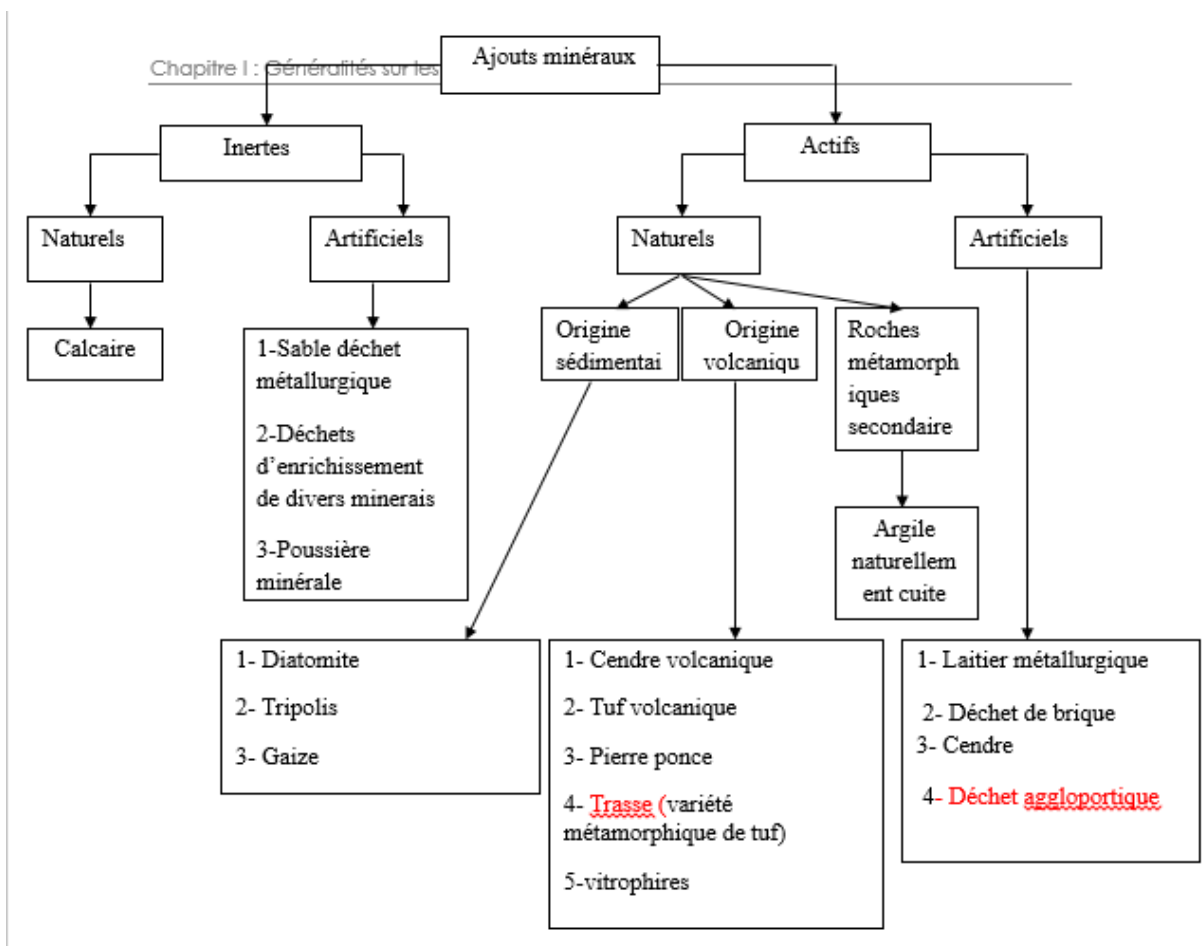 Ajouts minéraux
Chapitre I : Généralités sur les
Inertes
Actifs
Naturels
Artificiels
Naturels
Artificiels
Calcaire
1-Sable déchet
métallurgique
2-Déchets
d’enrichissement
de divers minerais
3-Poussière
minérale
Origine
sédimentai
Origine
volcaniqu
Roches
métamorph
iques
secondaire
Argile
naturellem
ent cuite
1- Diatomite
2- Tripolis
3- Gaize
1- Cendre volcanique
2- Tuf volcanique
3- Pierre ponce
4- Trasse (variété
métamorphique de tuf)
5-vitrophires
1- Laitier métallurgique
2- Déchet de brique
3- Cendre
4- Déchet aggloportique